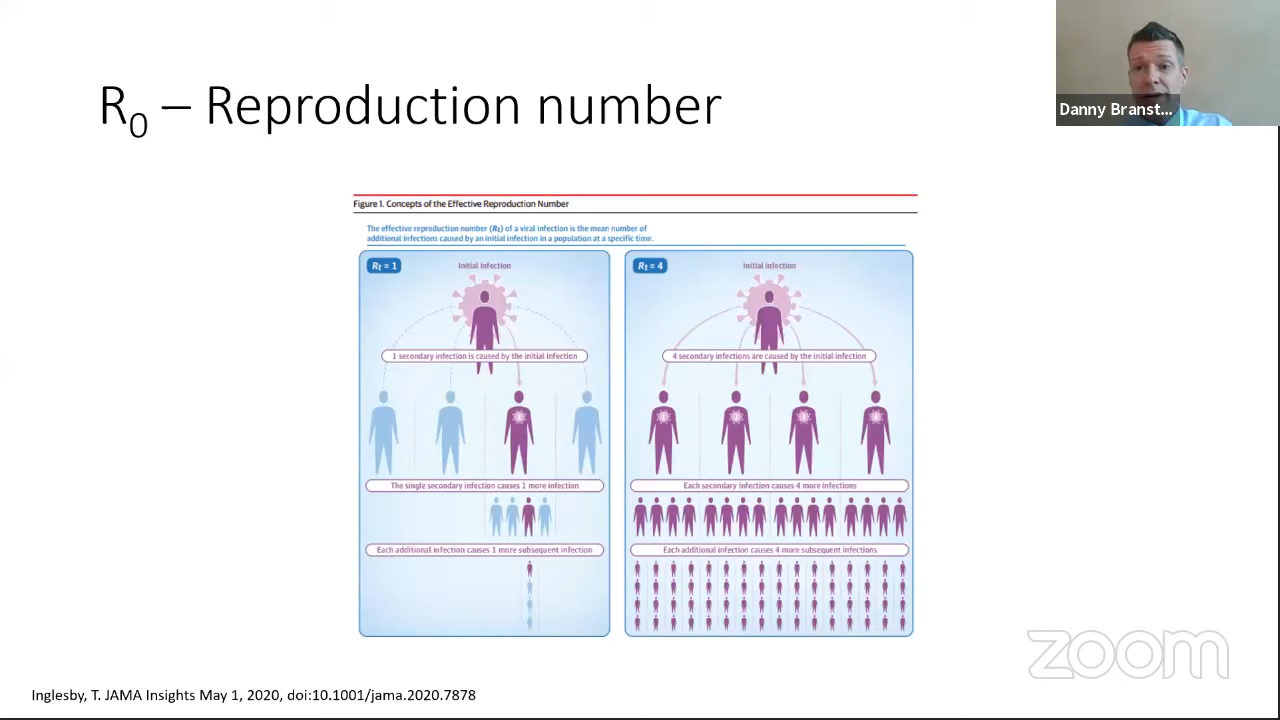 R0 – Reproduction number
Danny Branst...
Figure 1. Concepts of the Effective Reproduction Number
The effective reproduction number (Rt) of a viral infection is the mean number of
additional infections caused by an initial infection in a population at a specific time.
Rt = 1
Initial infection
1 secondary infection is caused by the initial infection
The single secondary infection causes 1 more infection
Each additional infection causes 1 more subsequent infection
Rt = 4
Initial infection
4 secondary infections are caused by the initial infection
1 2 3 4
Each secondary infection causes 4 more infections
Each additional infection causes 4 more subsequent infections
zoom
Inglesby, T. JAMA Insights May 1, 2020, doi:10.1001/jama.2020.7878